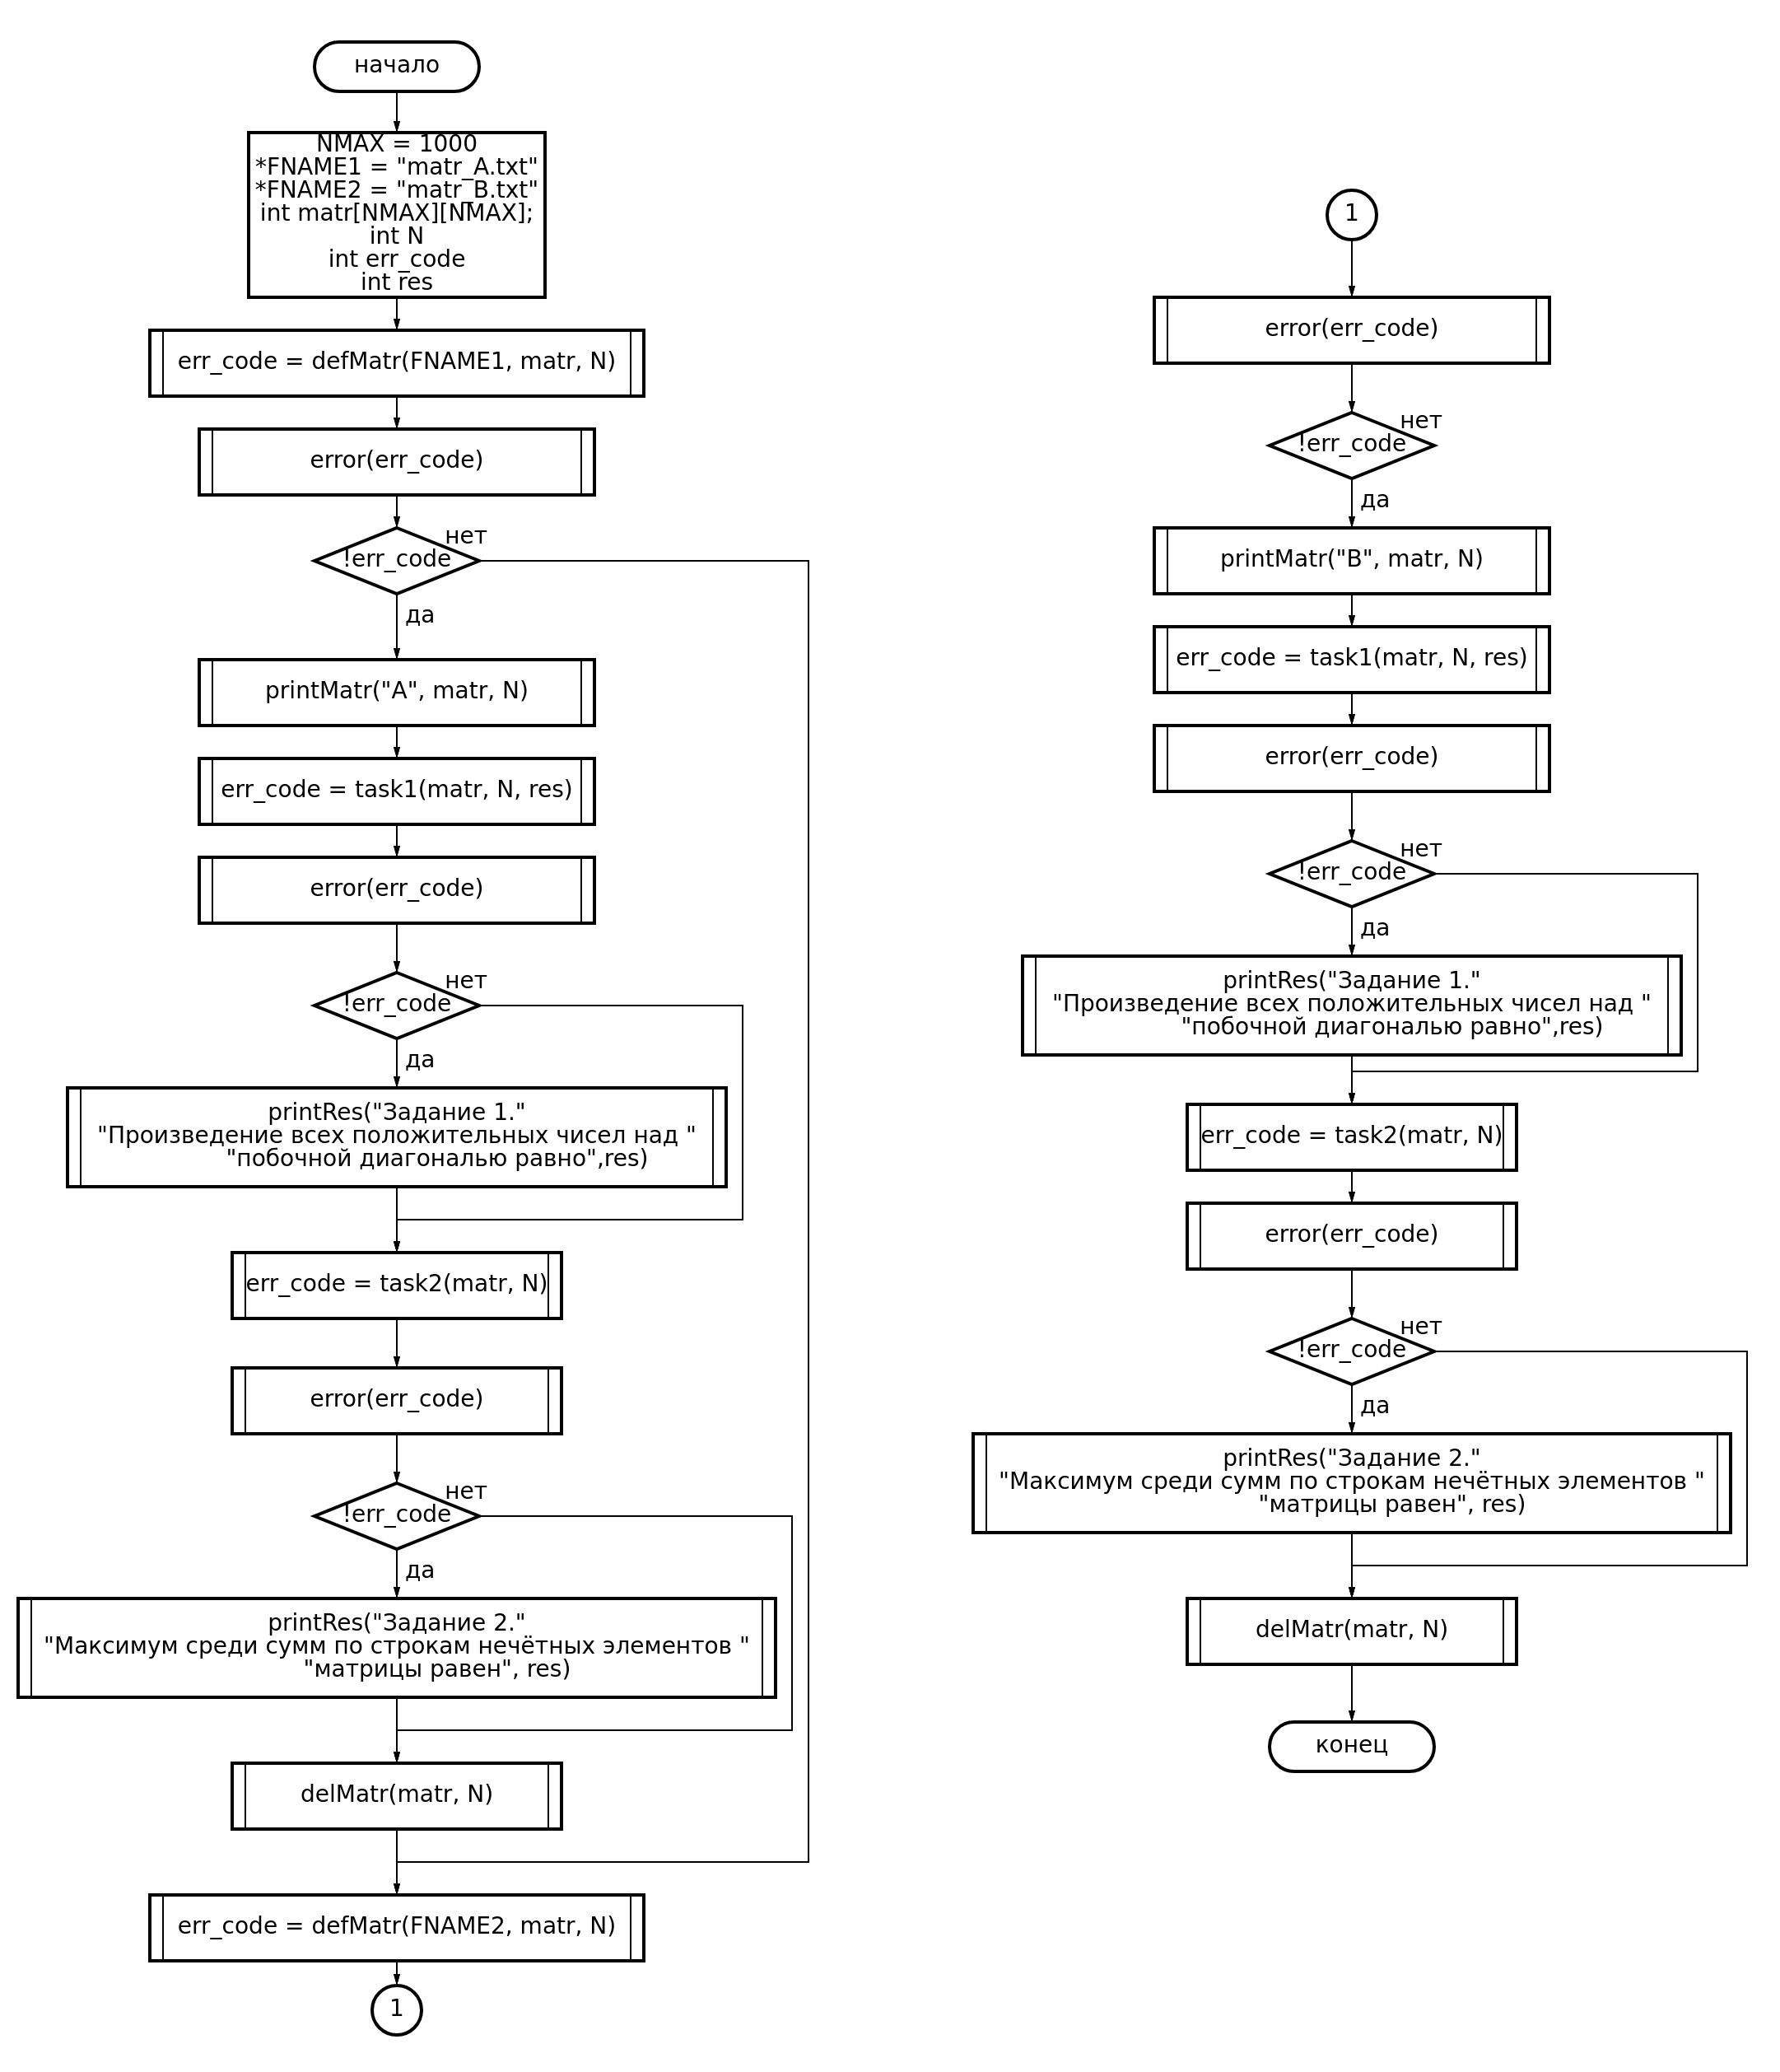 начало
NMAX = 1000
*FNAME1 = "matr_A.txt"
*FNAME2 = "matr_B.txt"
int matr[NMAX][NMAX];
int N
int err_code
int res
err_code = defMatr(FNAME1, matr, N)
error(err_code)
нет
!err_code
да
printMatr("A", matr, N)
err_code = task1(matr, N, res)
error(err_code)
нет
!err_code
да
printRes("Задание 1."
"Произведение всех положительных чисел над "
"побочной диагональю равно",res)
err_code = task2(matr, N)
error(err_code)
нет
!err_code
да
printRes("Задание 2."
"Максимум среди сумм по строкам нечётных элементов "
"матрицы равен", res)
delMatr(matr, N)
err_code = defMatr(FNAME2, matr, N)
1
1
error(err_code)
нет
!err_code
да
printMatr("B", matr, N)
err_code = task1(matr, N, res)
error(err_code)
нет
!err_code
да
printRes("Задание 1."
"Произведение всех положительных чисел над "
"побочной диагональю равно",res)
err_code = task2(matr, N)
error(err_code)
нет
!err_code
да
printRes("Задание 2."
"Максимум среди сумм по строкам нечётных элементов "
"матрицы равен", res)
delMatr(matr, N)
конец